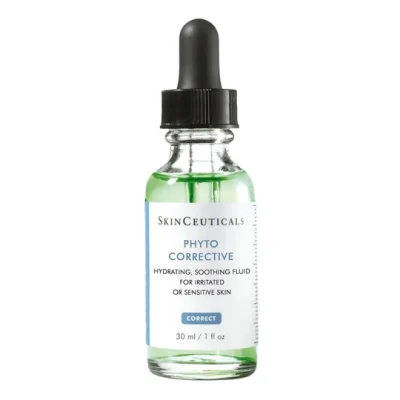 SKINCEUTICALS
PHYTO
CORRECTIVE
HYDRATING, SOOTHING FLUID
FOR IRRITATED
OR SENSITIVE SKIN
CORRECT
30 ml / 1 fl oz